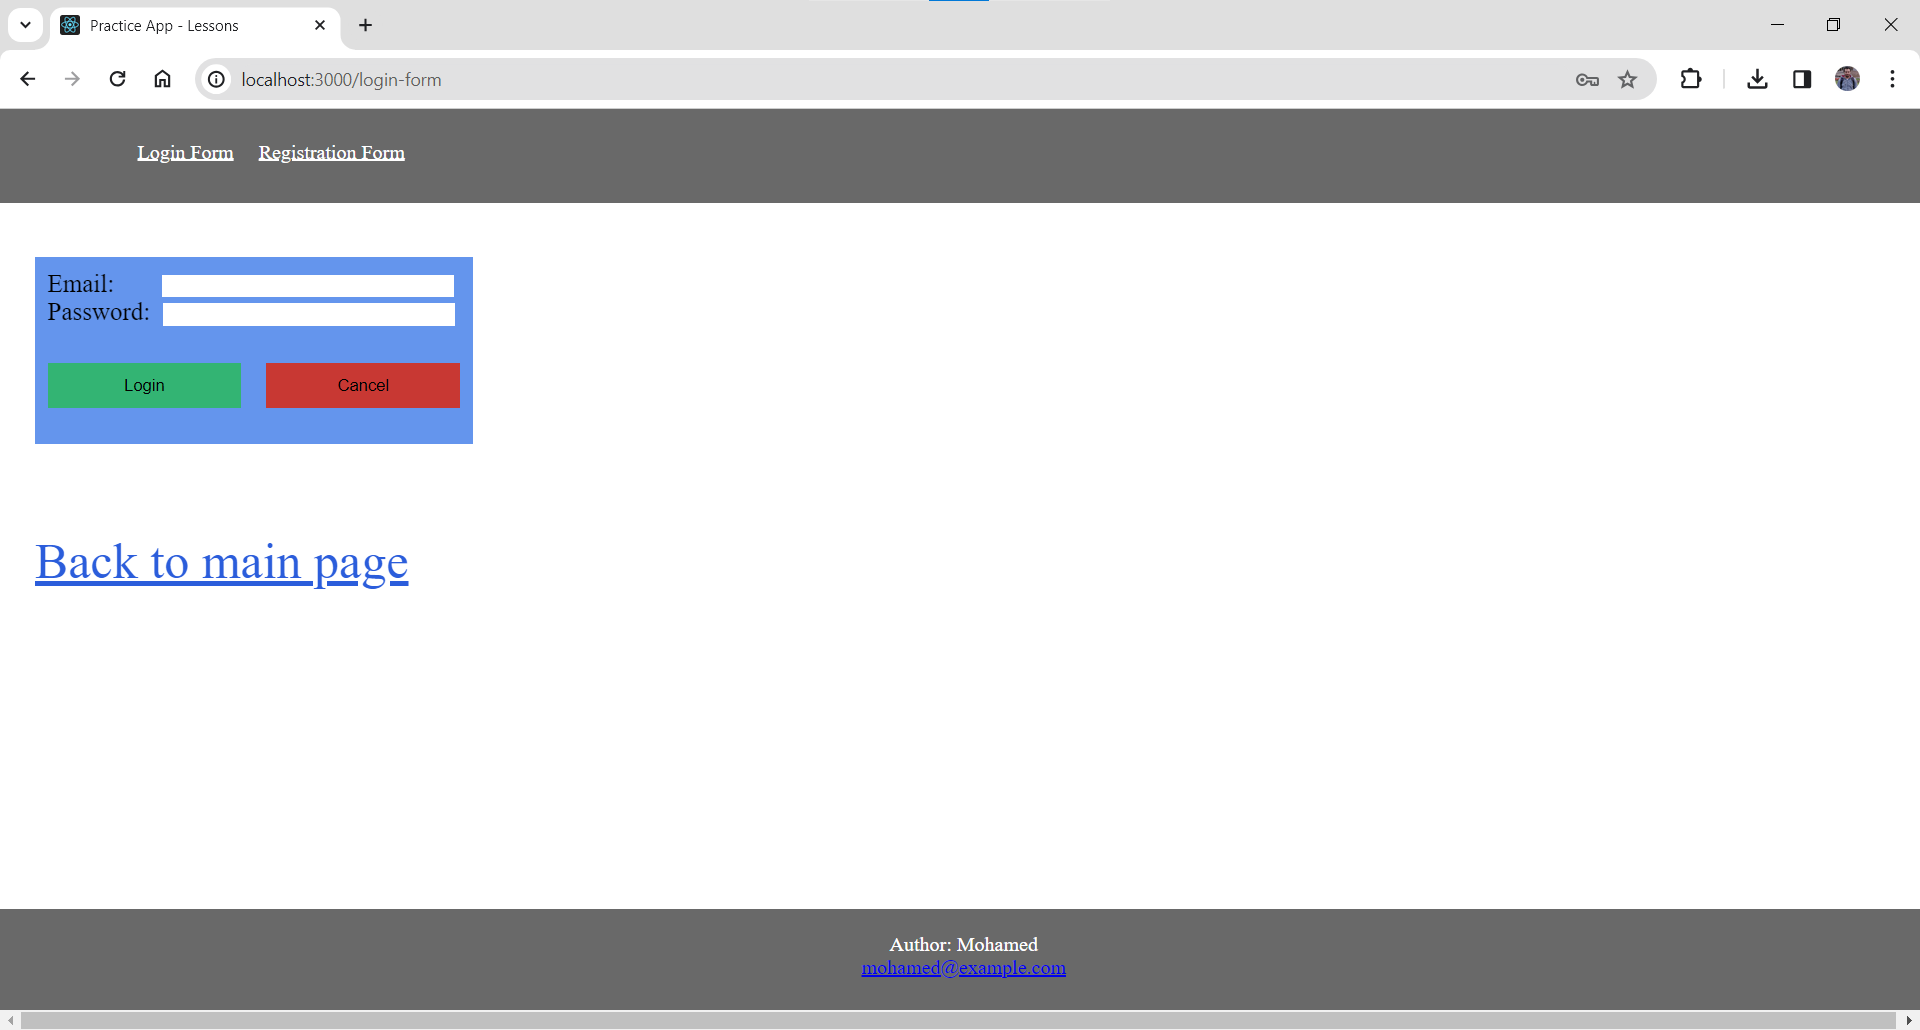 Practice App - Lessons
localhost:3000/login-form
Login Form Registration Form
Email:
Password:
Login Cancel
Back to main page
Author: Mohamed
mohamed@example.com